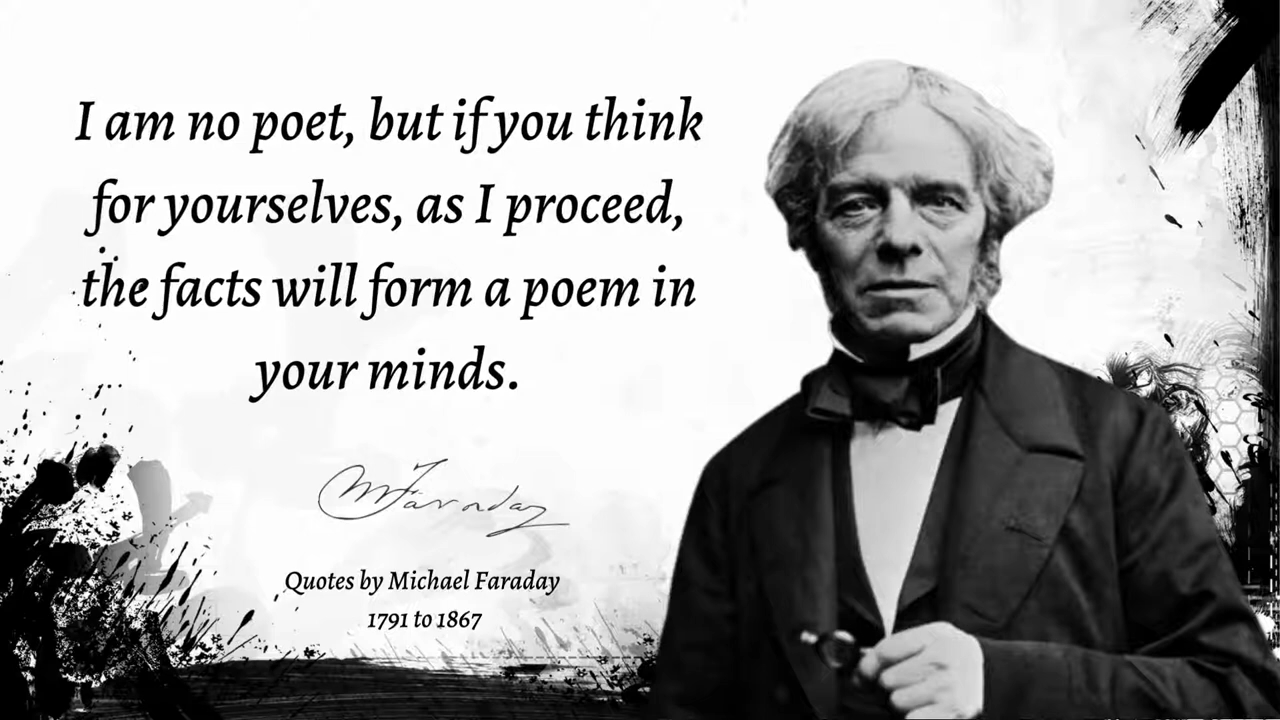 I am no poet, but if you think
for yourselves, as I proceed,
the facts will form a poem in
your minds.
M Faraday
Quotes by Michael Faraday
1791 to 1867